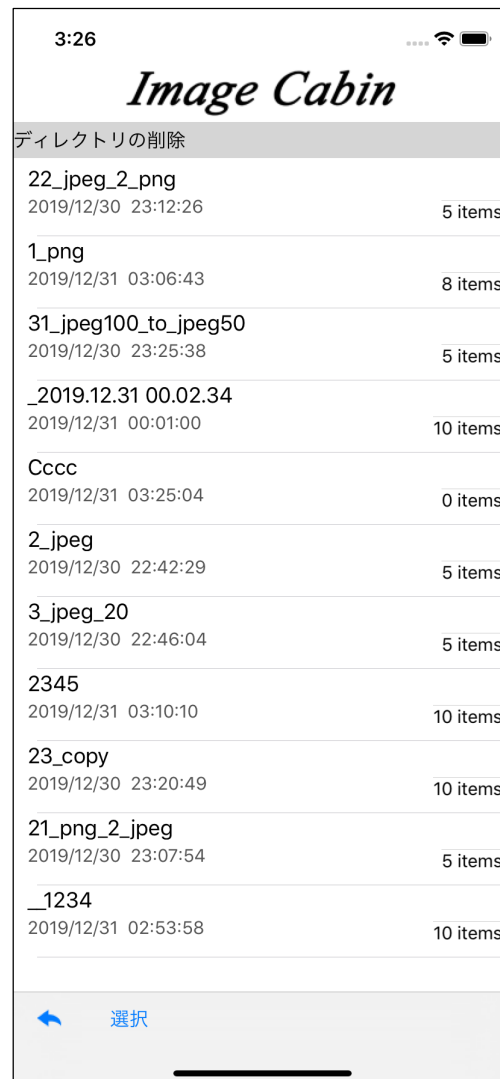 3:26
Image Cabin
ディレクトリの削除
22_jpeg_2_png
2019/12/30 23:12:26
5 items
1_png
2019/12/31 03:06:43
8 items
31_jpeg100_to_jpeg50
2019/12/30 23:25:38
5 items
_2019.12.31 00.02.34
2019/12/31 00:01:00
10 items
Cccc
2019/12/31 03:25:04
0 items
2_jpeg
2019/12/30 22:42:29
5 items
3_jpeg_20
2019/12/30 22:46:04
5 items
2345
2019/12/31 03:10:10
10 items
23_copy
2019/12/30 23:20:49
10 items
21_png_2_jpeg
2019/12/30 23:07:54
5 items
__1234
2019/12/31 02:53:58
10 items
選択